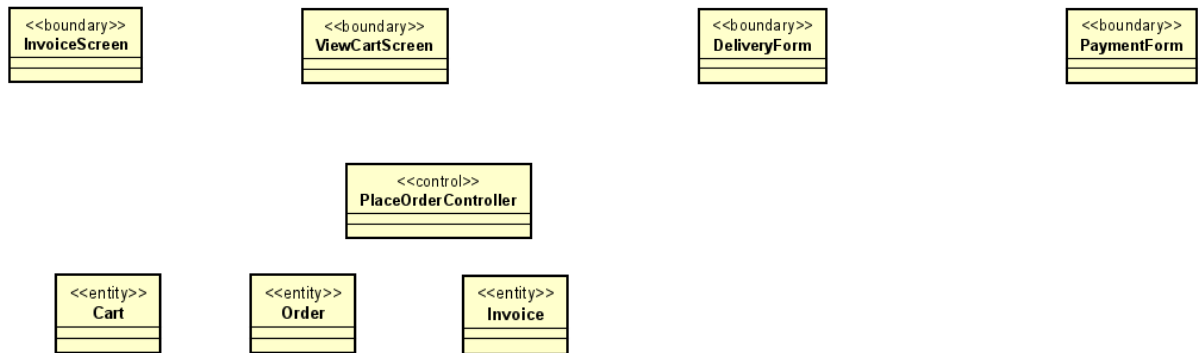 <<boundary>>
InvoiceScreen
<<boundary>>
ViewCartScreen
<<boundary>>
DeliveryForm
<<boundary>>
PaymentForm
<<control>>
PlaceOrderController
<<entity>>
Cart
<<entity>>
Order
<<entity>>
Invoice